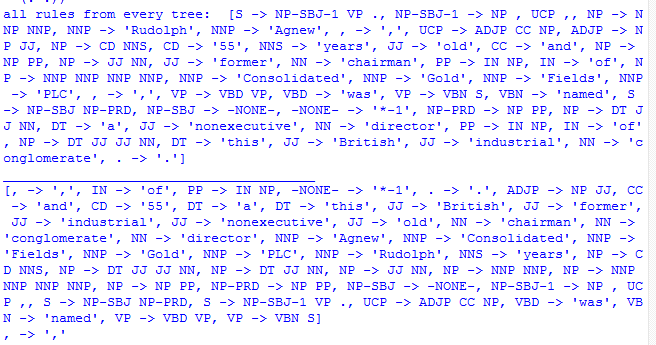 all rules from every tree:  [S -> NP-SBJ-1 VP ., NP-SBJ-1 -> NP , UCP ,, NP -> N
NP NNP, NNP -> 'Rudolph', NNP -> 'Agnew', , -> ',', UCP -> ADJP CC NP, ADJP -> N
P JJ, NP -> CD NNS, CD -> '55', NNS -> 'years', JJ -> 'old', CC -> 'and', NP ->
NP PP, NP -> JJ NN, JJ -> 'former', NN -> 'chairman', PP -> IN NP, IN -> 'of', N
P -> NNP NNP NNP NNP, NNP -> 'Consolidated', NNP -> 'Gold', NNP -> 'Fields', NNP
-> 'PLC', , -> ',', VP -> VBD VP, VBD -> 'was', VP -> VBN S, VBN -> 'named', S
-> NP-SBJ NP-PRD, NP-SBJ -> -NONE-, -NONE- -> '*-1', NP-PRD -> NP PP, NP -> DT J
J NN, DT -> 'a', JJ -> 'nonexecutive', NN -> 'director', PP -> IN NP, IN -> 'of'
, NP -> DT JJ JJ NN, DT -> 'this', JJ -> 'British', JJ -> 'industrial', NN -> 'c
onglomerate', . -> '.']
[, -> ',', IN -> 'of', PP -> IN NP, -NONE- -> '*-1', . -> '.', ADJP -> NP JJ, CC
-> 'and', CD -> '55', DT -> 'a', DT -> 'this', JJ -> 'British', JJ -> 'former',
JJ -> 'industrial', JJ -> 'nonexecutive', JJ -> 'old', NN -> 'chairman', NN ->
'conglomerate', NN -> 'director', NNP -> 'Agnew', NNP -> 'Consolidated', NNP ->
'Fields', NNP -> 'Gold', NNP -> 'PLC', NNP -> 'Rudolph', NNS -> 'years', NP -> C
D NNS, NP -> DT JJ JJ NN, NP -> DT JJ NN, NP -> JJ NN, NP -> NNP NNP, NP -> NNP
NNP NNP NNP, NP -> NP PP, NP-PRD -> NP PP, NP-SBJ -> -NONE-, NP-SBJ-1 -> NP , UC
P ,, S -> NP-SBJ NP-PRD, S -> NP-SBJ-1 VP ., UCP -> ADJP CC NP, VBD -> 'was', VB
N -> 'named', VP -> VBD VP, VP -> VBN S]
, -> ','